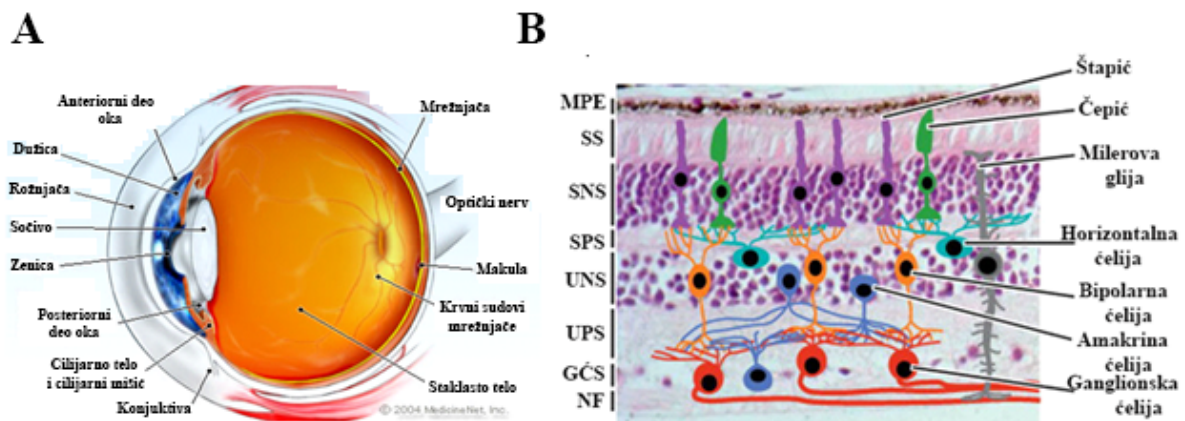 A
Anteriorni deo
oka
Dužica
Rožnjača
Sočivo
Zenica
Posteriorni
deo oka
Cilijarno telo
i cilijarni mišić
Konjuktiva
Mrežnjača
Optički nerv
Makula
Krvni sudovi
mrežnjače
Staklasto telo
© 2004 MedicineNet, Inc.
B
MPE
SS
SNS
SPS
UNS
UPS
GĆS
NF
Štapić
Čepić
Milerova
glija
Horizontalna
ćelija
Bipolarna
ćelija
Amakrina
ćelija
Ganglionska
ćelija